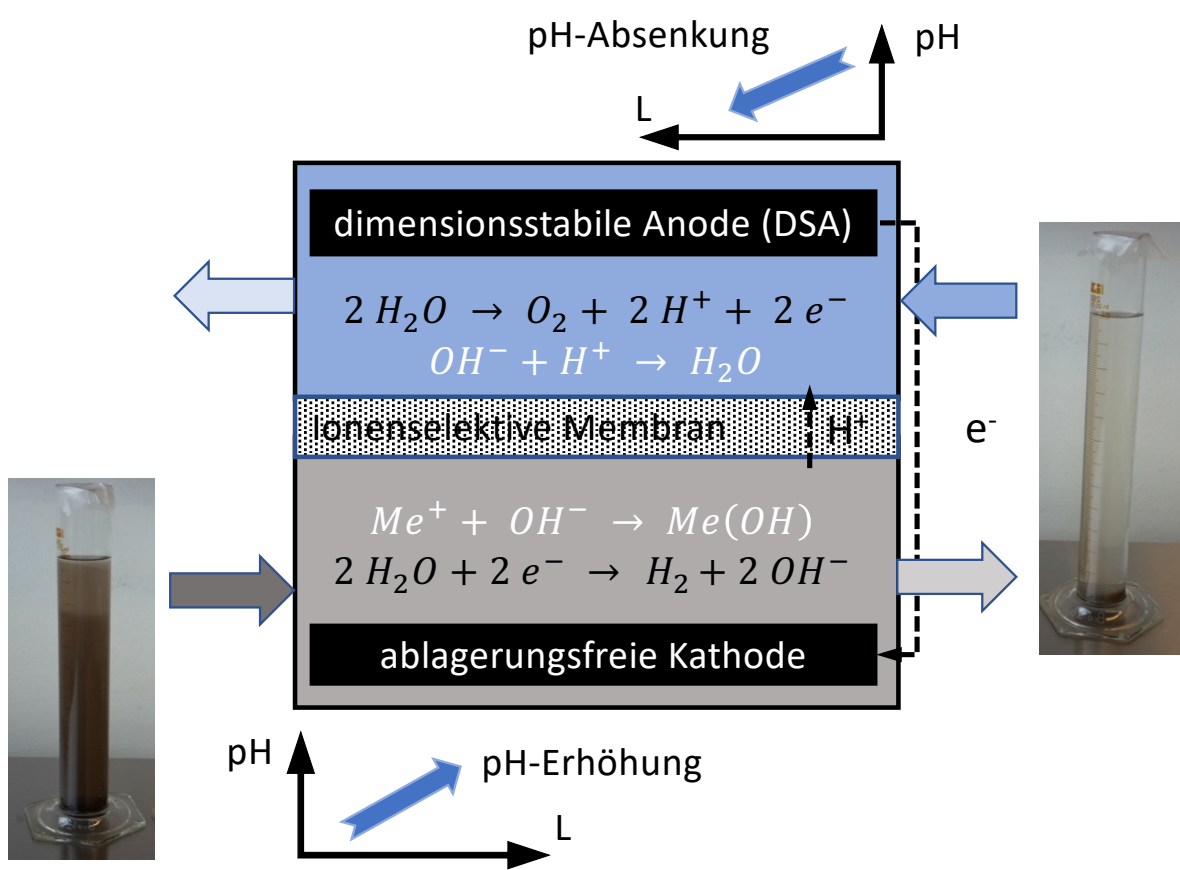 pH-Absenkung
pH
L
dimensionsstabile Anode (DSA)
2 H₂O → O₂ + 2 H⁺ + 2 e⁻
OH⁻ + H⁺ → H₂O
Ionenselektive Membran
H⁺
e⁻
Me⁺ + OH⁻ → Me(OH)
2 H₂O + 2 e⁻ → H₂ + 2 OH⁻
ablagerungsfreie Kathode
pH
pH-Erhöhung
L